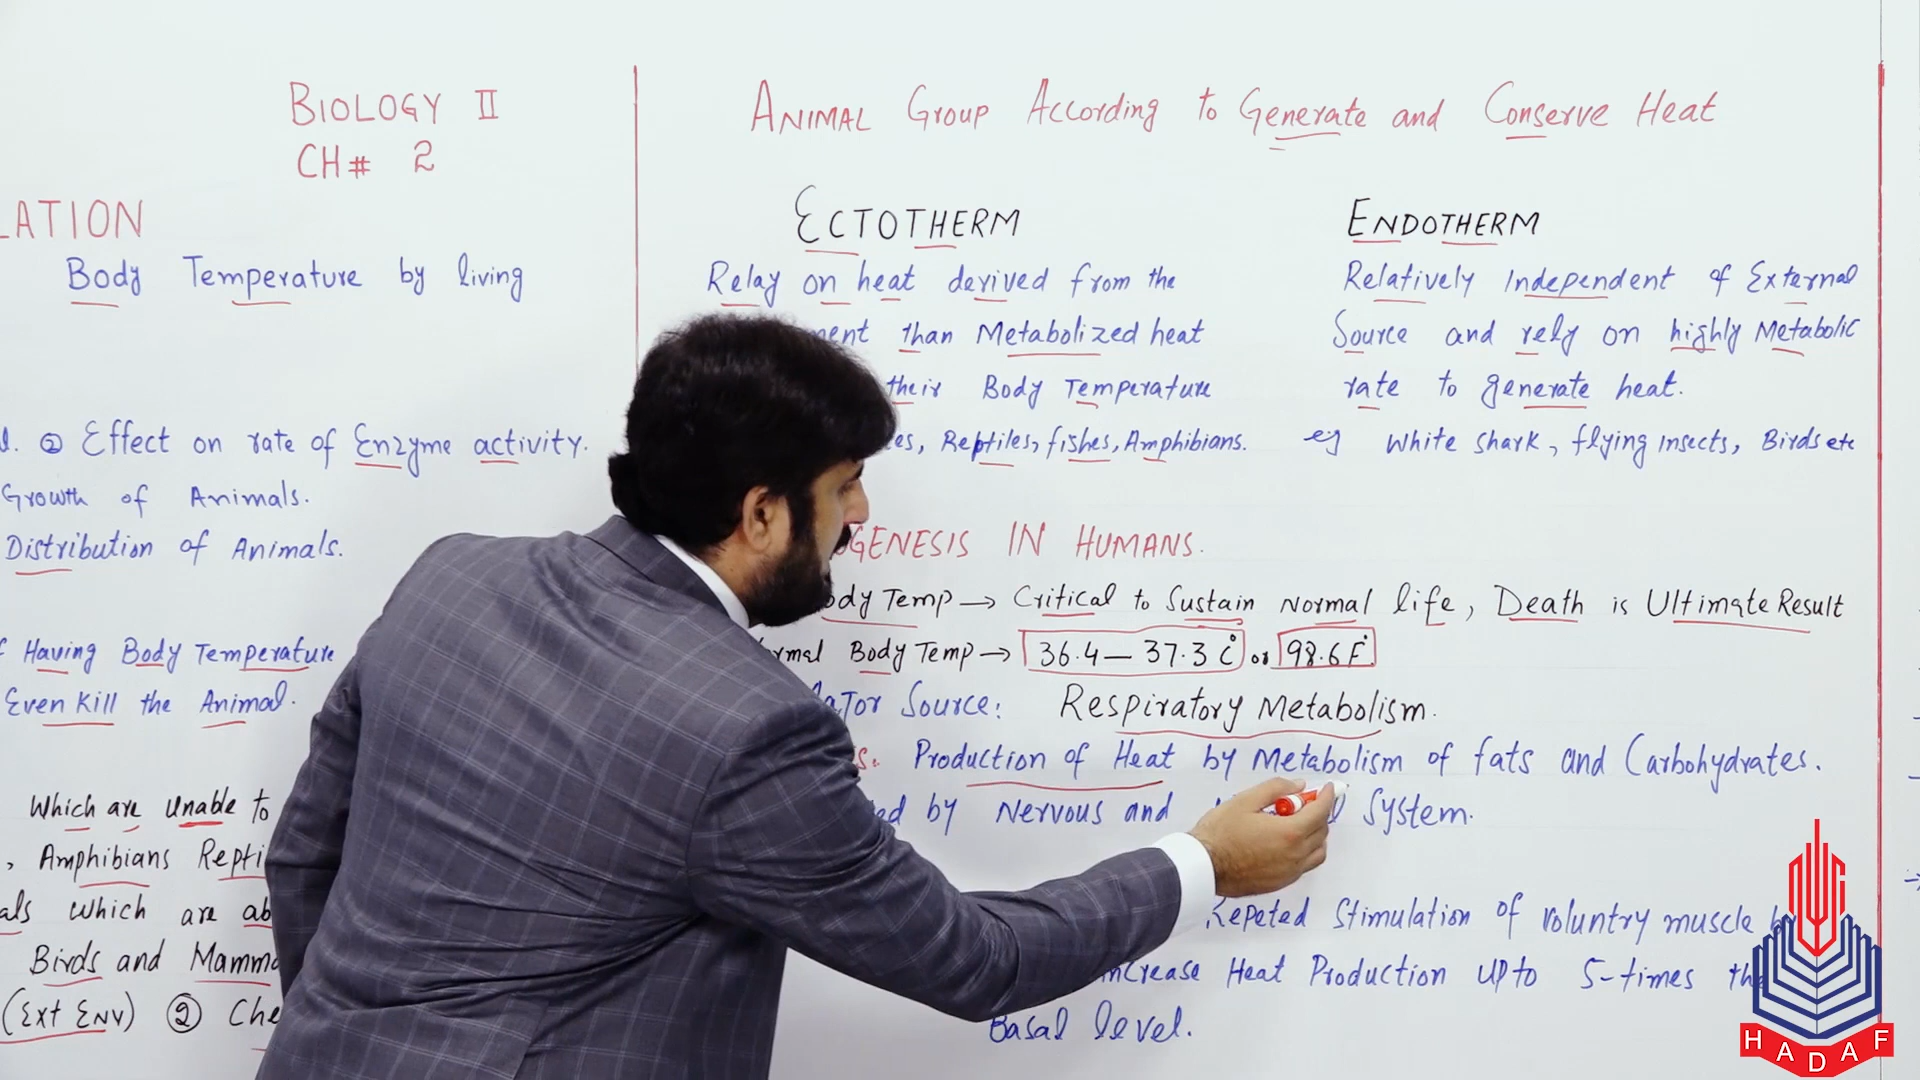 BIOLOGY II
CH# 2
LATION
Body Temperature by living
② Effect on rate of Enzyme activity.
Growth of Animals.
Distribution of Animals.
Having Body Temperature
Even Kill the Animal.
Which are unable to
, Amphibians Repti
als which are ab
Birds and Mamm
(Ext Env) ② Che
ANIMAL Group According to Generate and Conserve Heat
ECTOTHERM
Relay on heat derived from the
ment than Metabolized heat
their Body Temperature
es, Reptiles, fishes, Amphibians.
ENDOTHERM
Relatively Independent of External
Source and rely on highly Metabolic
rate to generate heat.
eg White shark, flying insects, Birds etc
OGENESIS IN HUMANS.
ody Temp → Critical to Sustain Normal life, Death is Ultimate Result
rmal Body Temp → 36.4 — 37.3 C° or 98.6 F°
ator Source: Respiratory Metabolism.
s: Production of Heat by Metabolism of fats and Carbohydrates.
ed by Nervous and System.
Repeted Stimulation of voluntry muscle b
ncrease Heat Production upto 5-times th
Basal level.
HADAF